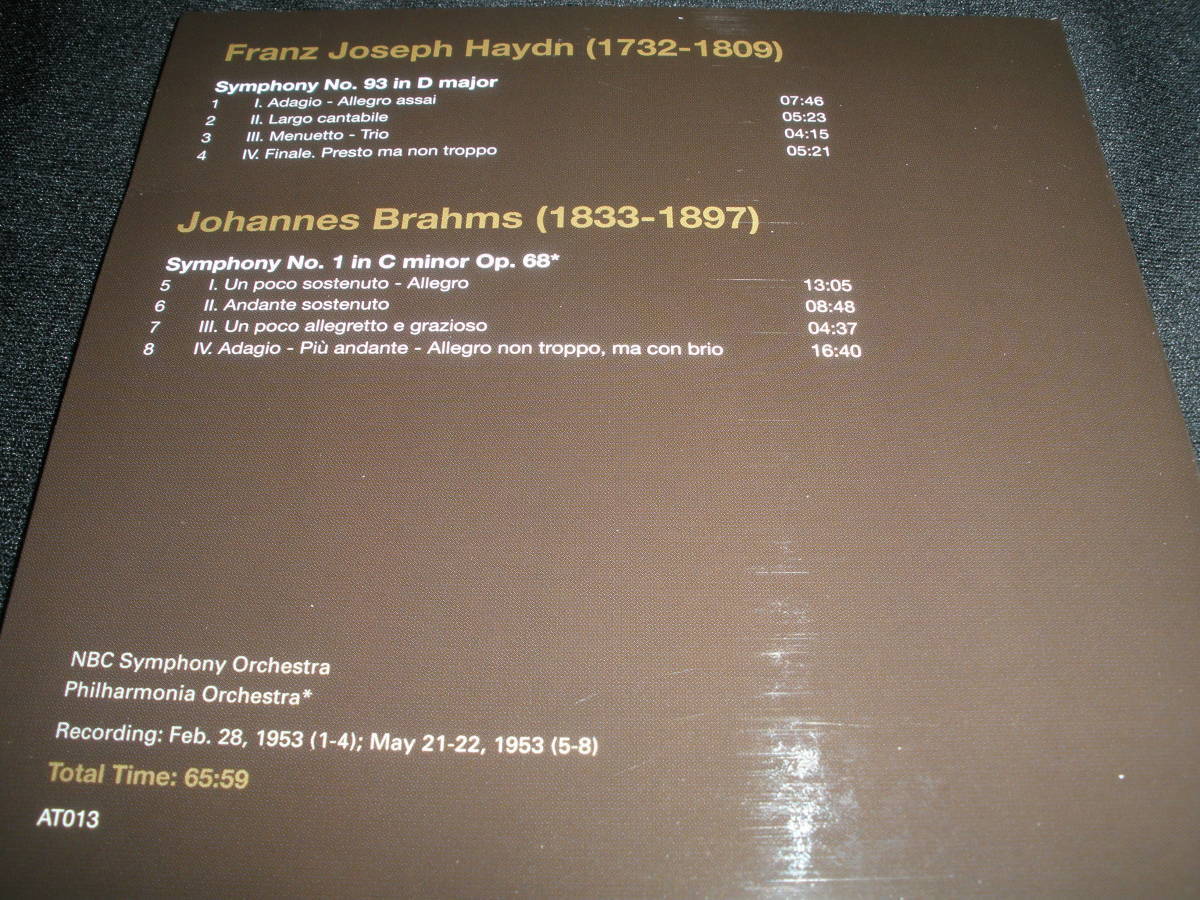 Franz Joseph Haydn (1732-1809)
Symphony No. 93 in D major
1 I. Adagio - Allegro assai 07:46
2 II. Largo cantabile 05:23
3 III. Menuetto - Trio 04:15
4 IV. Finale. Presto ma non troppo 05:21
Johannes Brahms (1833-1897)
Symphony No. 1 in C minor Op. 68*
5 I. Un poco sostenuto - Allegro 13:05
6 II. Andante sostenuto 08:48
7 III. Un poco allegretto e grazioso 04:37
8 IV. Adagio - Più andante - Allegro non troppo, ma con brio 16:40
NBC Symphony Orchestra
Philharmonia Orchestra*
Recording: Feb. 28, 1953 (1-4); May 21-22, 1953 (5-8)
Total Time: 65:59
AT013